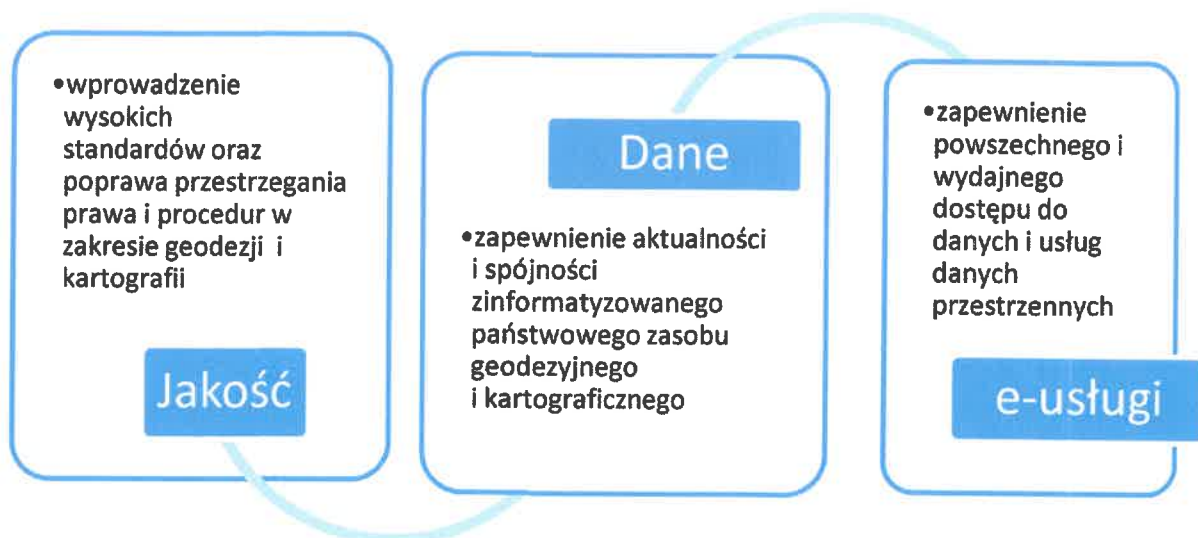 •wprowadzenie
wysokich
standardów oraz
poprawa przestrzegania
prawa i procedur w
zakresie geodezji i
kartografii
Jakość
Dane
•zapewnienie aktualności
i spójności
zinformatyzowanego
państwowego zasobu
geodezyjnego
i kartograficznego
•zapewnienie
powszechnego i
wydajnego
dostępu do
danych i usług
danych
przestrzennych
e-usługi